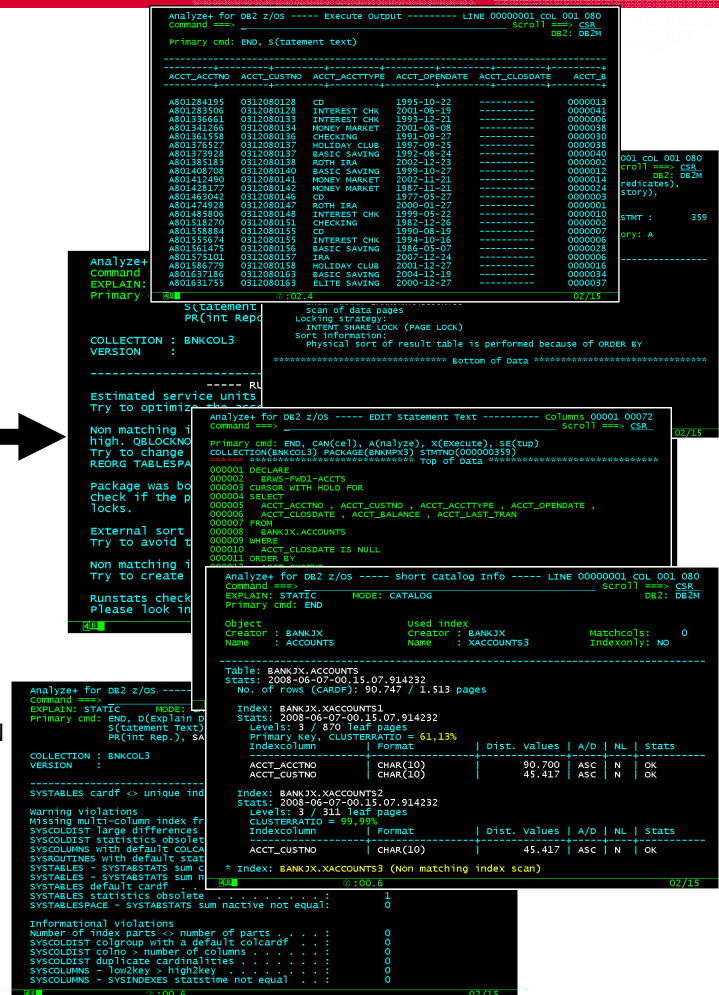 Analyze+ for DB2 z/OS ----- Execute Output --------- LINE 00000001 COL 001 080
Command ===> Scroll ===> CSR
DB2: DB2M
Primary cmd: END, S(tatement text)
ACCT_ACCTNO ACCT_CUSTNO ACCT_ACCTTYPE ACCT_OPENDATE ACCT_CLOSDATE ACCT_B
A801284195 0312080128 CD 1995-10-22 ---------- 0000013
A801283506 0312080128 INTEREST CHK 2001-06-19 ---------- 0000041
A801336661 0312080133 INTEREST CHK 1993-12-21 ---------- 0000006
A801341266 0312080134 MONEY MARKET 2001-08-08 ---------- 0000038
A801361558 0312080136 CHECKING 1991-09-27 ---------- 0000030
A801376527 0312080137 HOLIDAY CLUB 1997-09-25 ---------- 0000038
A801373928 0312080137 BASIC SAVING 1992-08-24 ---------- 0000040
A801385183 0312080138 ROTH IRA 2002-12-23 ---------- 0000002
A801408708 0312080140 BASIC SAVING 1999-10-27 ---------- 0000012
A801412490 0312080141 MONEY MARKET 2002-11-21 ---------- 0000014
A801428177 0312080142 MONEY MARKET 1987-11-21 ---------- 0000024
A801463042 0312080146 CD 1977-05-27 ---------- 0000003
A801474928 0312080147 ROTH IRA 2000-01-27 ---------- 0000001
A801485806 0312080148 INTEREST CHK 1999-05-22 ---------- 0000010
A801518270 0312080151 CHECKING 1982-12-26 ---------- 0000002
A801558884 0312080155 CD 1990-08-19 ---------- 0000007
A801555674 0312080155 INTEREST CHK 1994-10-16 ---------- 0000006
A801561475 0312080156 BASIC SAVING 1986-05-07 ---------- 0000028
A801575101 0312080157 IRA 2007-12-24 ---------- 0000006
A801586779 0312080158 HOLIDAY CLUB 2001-12-27 ---------- 0000016
A801637186 0312080163 BASIC SAVING 2004-12-19 ---------- 0000034
A801631755 0312080163 ELITE SAVING 2000-12-27 ---------- 0000037
:02.4 02/15
001 COL 001 080
croll ===> CSR
DB2: DB2M
redicates),
story),
STMT : 359
ory: A
scan of data pages
Locking strategy:
INTENT SHARE LOCK (PAGE LOCK)
Sort information:
Physical sort of result table is performed because of ORDER BY
***************************** Bottom of Data *****************************
02/15
Analyze+
Command
EXPLAIN:
Primary
S(tatement
PR(int Repo
COLLECTION : BNKCOL3
VERSION :
----- RU
Estimated service units
Try to optimize the acce
Non matching i
high. QBLOCKNO
Try to change
REORG TABLESPA
Package was bo
check if the p
locks.
External sort
Try to avoid t
Non matching i
Try to create
Runstats check
Please look in
Analyze+ for DB2 z/OS ----- EDIT Statement Text ---------- Columns 00001 00072
Command ===> Scroll ===> CSR
Primary cmd: END, CAN(cel), A(nalyze), X(Execute), SE(tup)
COLLECTION(BNKCOL3) PACKAGE(BNKMPX3) STMTNO(000000359)
****** **************************** Top of Data ****************************
000001 DECLARE
000002 BRWS-FWD1-ACCTS
000003 CURSOR WITH HOLD FOR
000004 SELECT
000005 ACCT_ACCTNO , ACCT_CUSTNO , ACCT_ACCTTYPE , ACCT_OPENDATE ,
000006 ACCT_CLOSDATE , ACCT_BALANCE , ACCT_LAST_TRAN
000007 FROM
000008 BANKJX.ACCOUNTS
000009 WHERE
000010 ACCT_CLOSDATE IS NULL
000011 ORDER BY
Analyze+ for DB2 z/OS ----- Short Catalog Info ----- LINE 00000001 COL 001 080
Command ===> Scroll ===> CSR
EXPLAIN: STATIC MODE: CATALOG DB2: DB2M
Primary cmd: END
Object Used index
Creator : BANKJX Creator : BANKJX Matchcols: 0
Name : ACCOUNTS Name : XACCOUNTS3 Indexonly: NO
Table: BANKJX.ACCOUNTS
Stats: 2008-06-07-00.15.07.914232
No. of rows (CARDF): 90.747 / 1.513 pages
Index: BANKJX.XACCOUNTS1
Stats: 2008-06-07-00.15.07.914232
Levels: 3 / 870 leaf pages
Primary Key, CLUSTERRATIO = 61,13%
Indexcolumn | Format | Dist. Values | A/D | NL | Stats
ACCT_ACCTNO | CHAR(10) | 90.700 | ASC | N | OK
ACCT_CUSTNO | CHAR(10) | 45.417 | ASC | N | OK
Index: BANKJX.XACCOUNTS2
Stats: 2008-06-07-00.15.07.914232
Levels: 3 / 311 leaf pages
CLUSTERRATIO = 99,99%
Indexcolumn | Format | Dist. Values | A/D | NL | Stats
ACCT_CUSTNO | CHAR(10) | 45.417 | ASC | N | OK
* Index: BANKJX.XACCOUNTS3 (Non matching index scan)
:00.6 02/15
Analyze+ for DB2 z/OS -----
Command ===>
EXPLAIN: STATIC MODE:
Primary cmd: END, D(Explain D
S(tatement Text)
PR(int Rep.), SA
COLLECTION : BNKCOL3
VERSION :
SYSTABLES cardf <> unique ind
Warning violations
Missing multi-column index fr
SYSCOLDIST large differences
SYSCOLDIST statistics obsolet
SYSCOLUMNS with default COLCA
SYSROUTINES with default stat
SYSTABLES - SYSTABSTATS sum c
SYSTABLES - SYSTABSTATS sum n
SYSTABLES default cardf . .
SYSTABLES statistics obsolete . . . . . . . . . : 1
SYSTABLESPACE - SYSTABSTATS sum nactive not equal: 0
Informational violations
Number of index parts <> number of parts . . . . : 0
SYSCOLDIST colgroup with a default colcardf . . : 0
SYSCOLDIST colno > number of columns . . . . . . : 0
SYSCOLDIST duplicate cardinalities . . . . . . . : 0
SYSCOLUMNS - low2key > high2key . . . . . . . . : 0
SYSCOLUMNS - SYSINDEXES statstime not equal . . : 0
:00.6 02/15